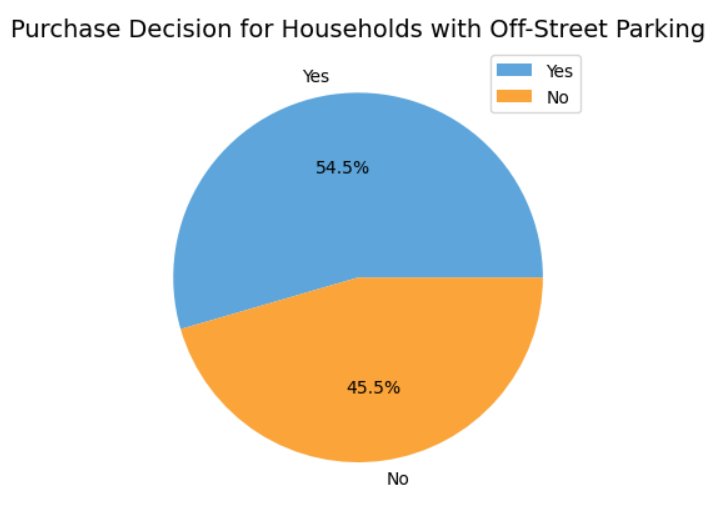 Purchase Decision for Households with Off-Street Parking
Yes
Yes
No
54.5%
45.5%
No